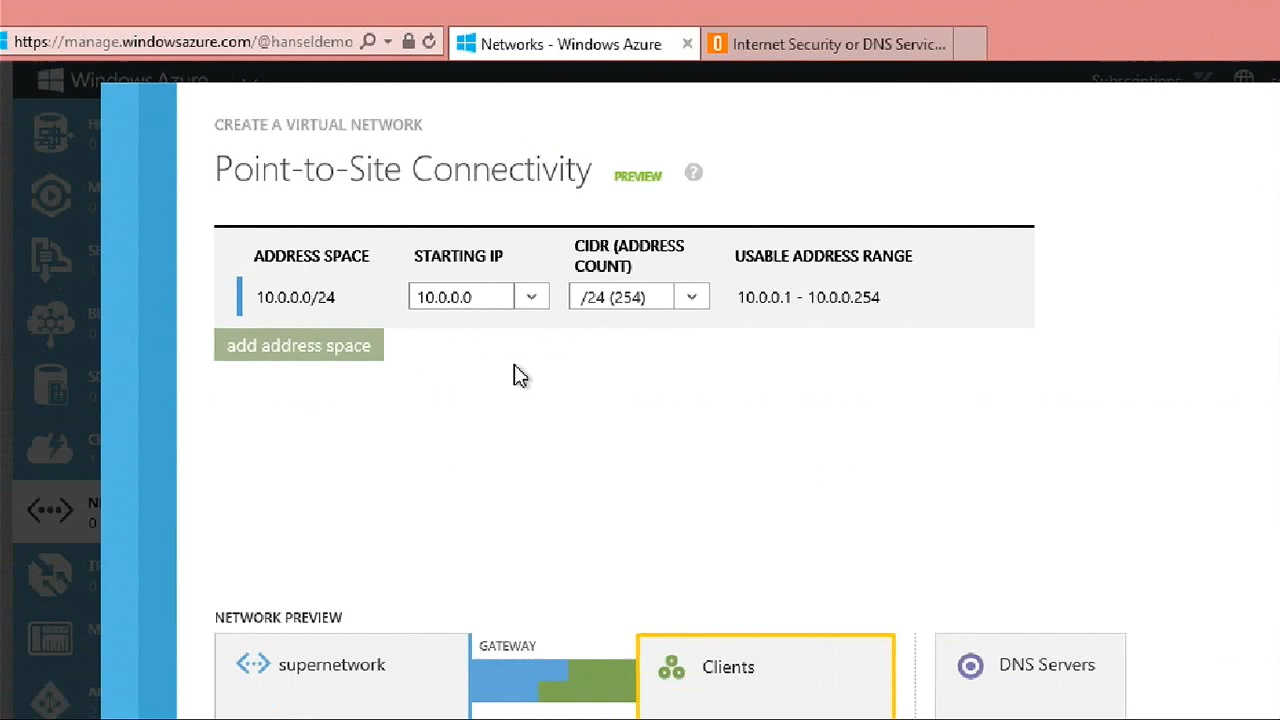 https://manage.windowsazure.com/@hanseldemo
Networks - Windows Azure
Internet Security or DNS Servic...
Windows Azure
Subscriptions
CREATE A VIRTUAL NETWORK
Point-to-Site Connectivity PREVIEW ?
ADDRESS SPACE STARTING IP CIDR (ADDRESS COUNT) USABLE ADDRESS RANGE
10.0.0.0/24 10.0.0.0 /24 (254) 10.0.0.1 - 10.0.0.254
add address space
NETWORK PREVIEW
GATEWAY
supernetwork
Clients
DNS Servers